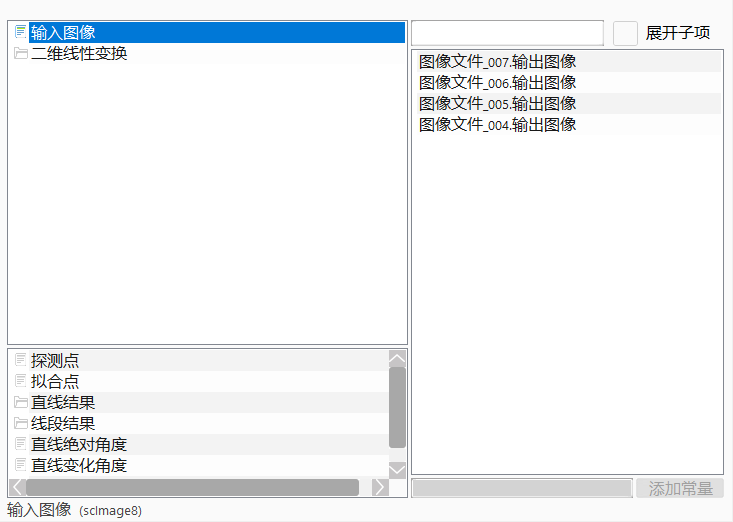 输入图像
二维线性变换
探测点
拟合点
直线结果
线段结果
直线绝对角度
直线变化角度
输入图像 (scImage8)
展开子项
图像文件_007.输出图像
图像文件_006.输出图像
图像文件_005.输出图像
图像文件_004.输出图像
添加常量